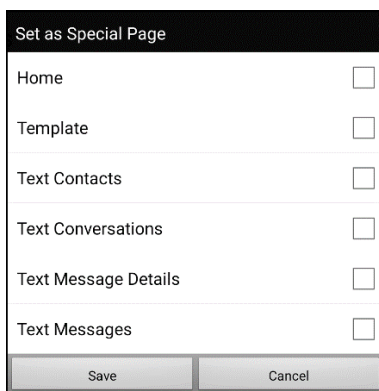 Set as Special Page
Home
Template
Text Contacts
Text Conversations
Text Message Details
Text Messages
Save Cancel